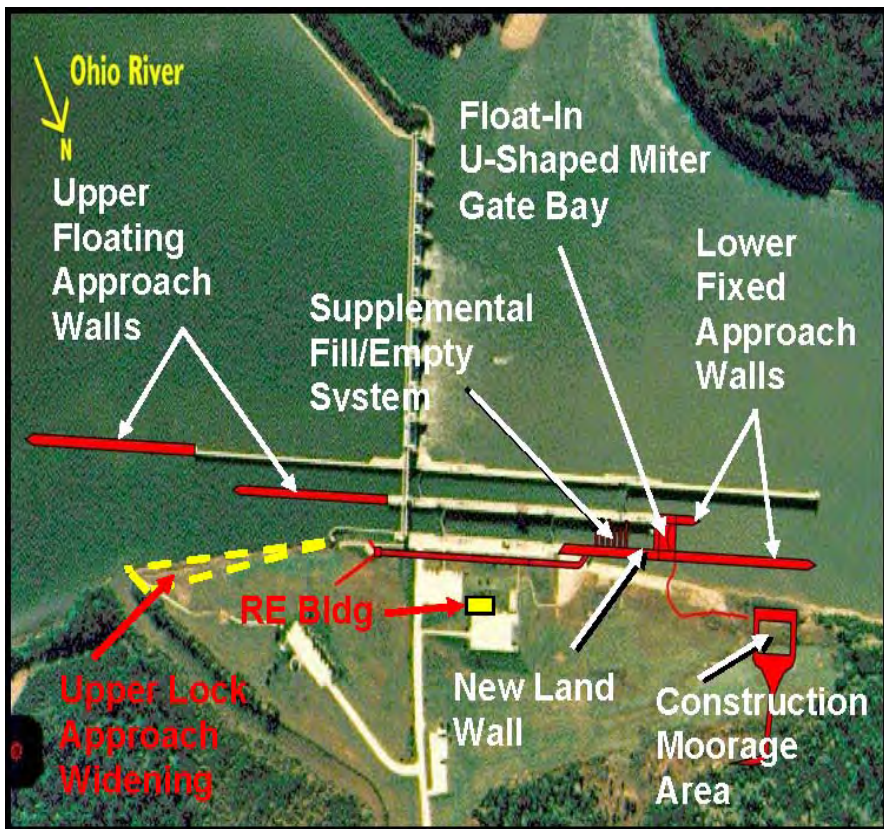 Ohio River
N
Upper
Floating
Approach
Walls
Float-In
U-Shaped Miter
Gate Bay
Lower
Fixed
Approach
Walls
Supplemental
Fill/Empty
System
RE Bldg
Upper Lock
Approach
Widening
New Land
Wall
Construction
Moorage
Area